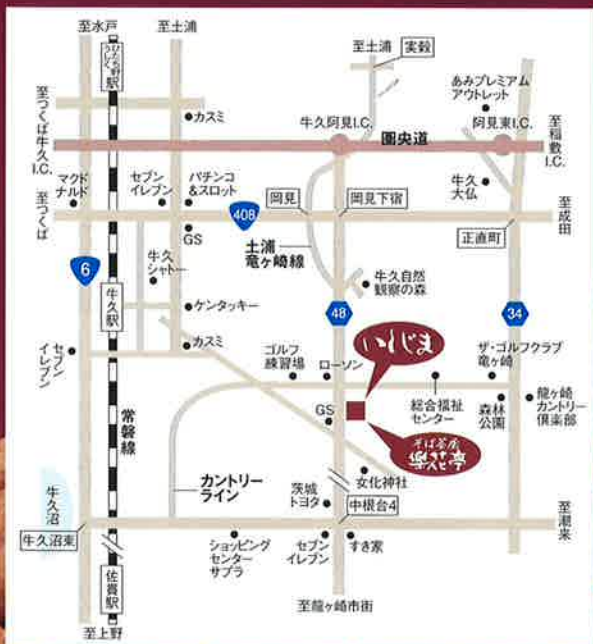 至水戸
至土浦
ひたち野
うしく
駅
至土浦
実穀
あみプレミアム
アウトレット
至つくば牛久I.C.
カスミ
牛久阿見I.C.
圏央道
阿見東I.C.
至稲敷I.C.
マクド
ナルド
セブン
イレブン
パチンコ
&スロット
岡見
岡見下宿
牛久
大仏
至つくば
408
GS
土浦
竜ヶ崎線
正直町
至成田
6
牛久
シャトー
牛久自然
観察の森
牛久駅
ケンタッキー
48
34
セブン
イレブン
カスミ
いしじま
ゴルフ
練習場
ローソン
ザ・ゴルフクラブ
竜ヶ崎
常磐線
GS
総合福祉
センター
森林
公園
龍ヶ崎
カントリー
倶楽部
カントリー
ライン
女化神社
牛久沼
茨城
トヨタ
中根台4
至潮来
牛久沼東
ショッピング
センター
サプラ
セブン
イレブン
すき家
佐貫駅
至上野
至龍ヶ崎市街